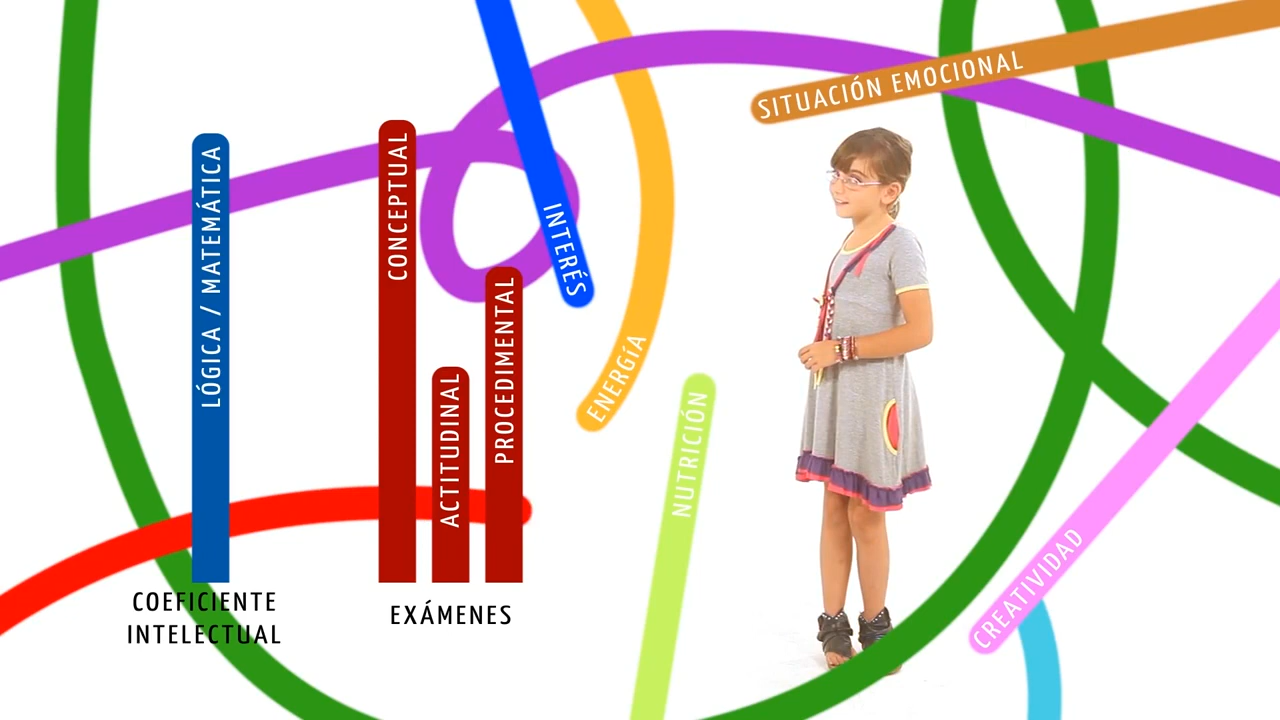 SITUACIÓN EMOCIONAL
LÓGICA / MATEMÁTICA
CONCEPTUAL
ACTITUDINAL
PROCEDIMENTAL
INTERÉS
ENERGíA
NUTRICIÓN
CREATIVIDAD
COEFICIENTE
INTELECTUAL
EXÁMENES